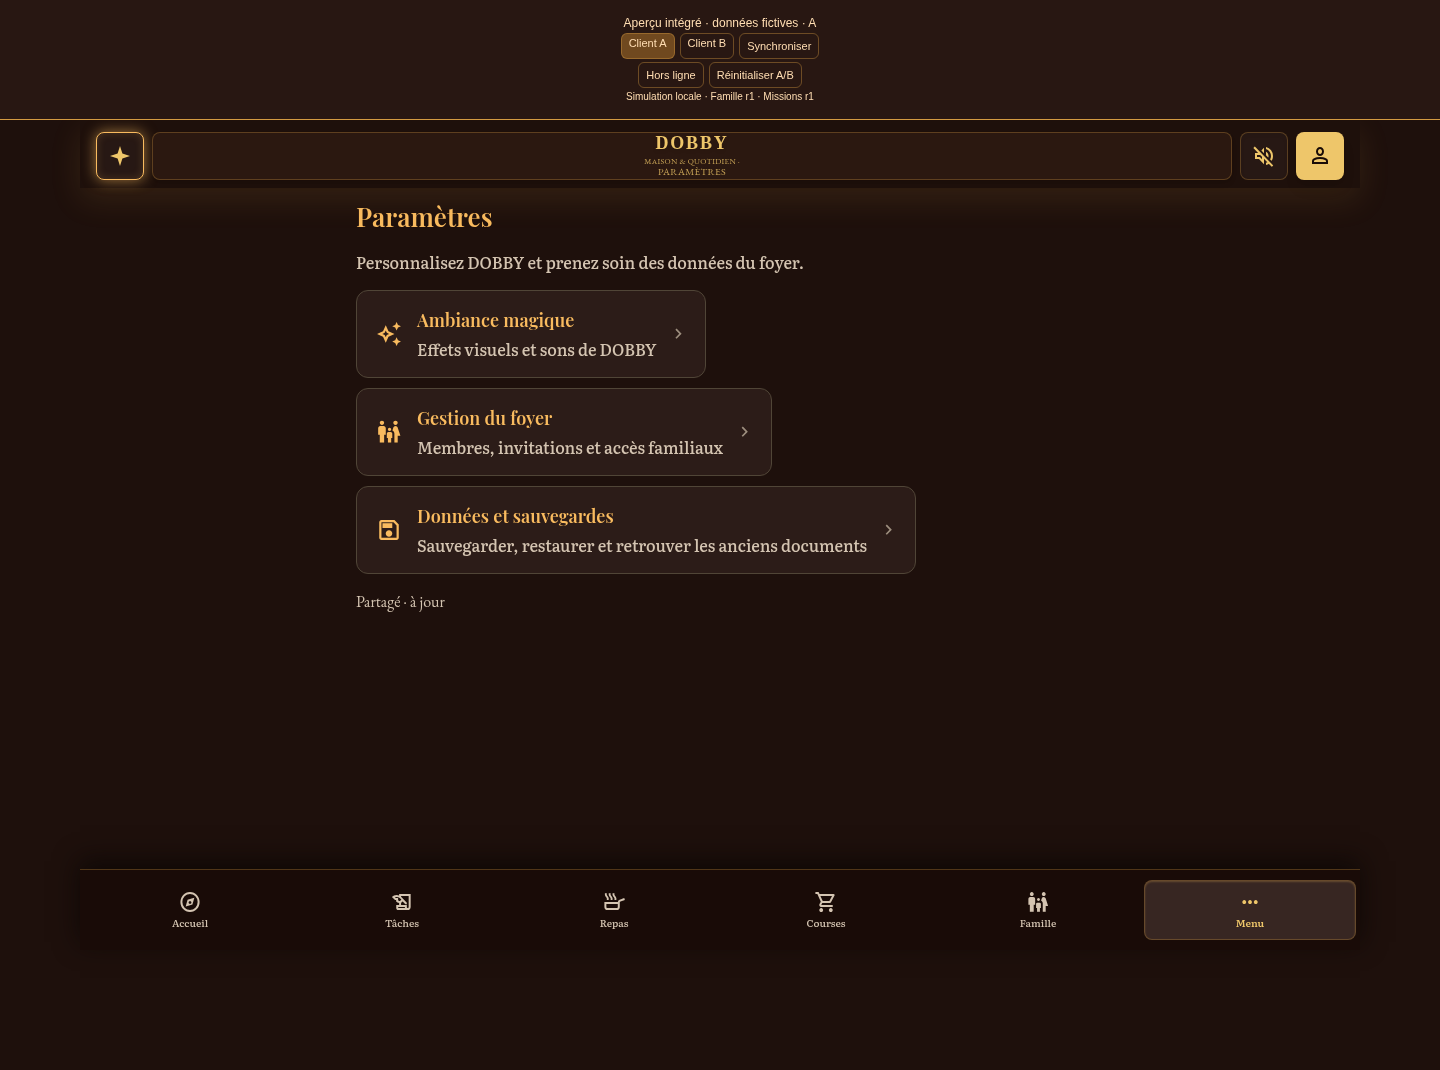 Aperçu intégré · données fictives · A
Client A
Client B
Synchroniser
Hors ligne
Réinitialiser A/B
Simulation locale · Famille r1 · Missions r1
DOBBY
MAISON & QUOTIDIEN ·
PARAMÈTRES
Paramètres
Personnalisez DOBBY et prenez soin des données du foyer.
Ambiance magique
Effets visuels et sons de DOBBY
Gestion du foyer
Membres, invitations et accès familiaux
Données et sauvegardes
Sauvegarder, restaurer et retrouver les anciens documents
Partagé · à jour
Accueil
Tâches
Repas
Courses
Famille
Menu